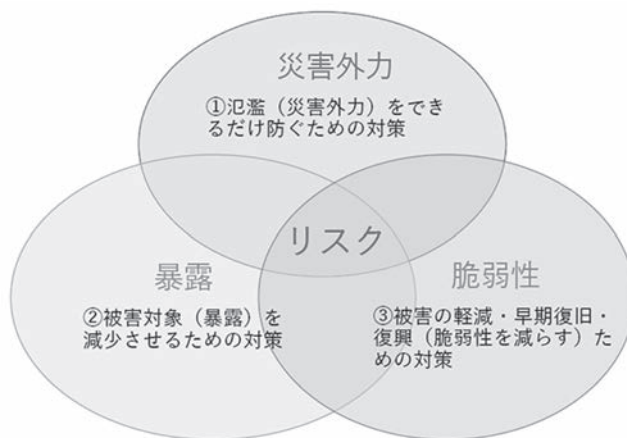 災害外力
①氾濫（災害外力）をでき
るだけ防ぐための対策
リスク
暴露
②被害対象（暴露）を
減少させるための対策
脆弱性
③被害の軽減・早期復旧・
復興（脆弱性を減らす）た
めの対策